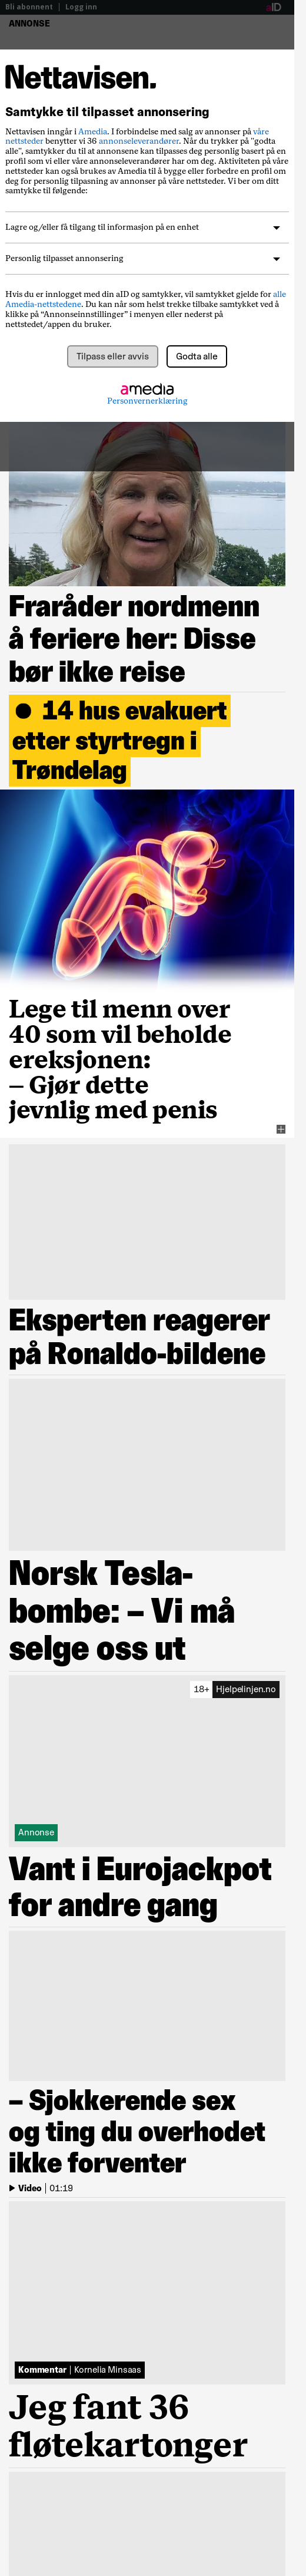 Bli abonnent | Logg inn
aID
ANNONSE
Nettavisen.
Samtykke til tilpasset annonsering
Nettavisen inngår i Amedia. I forbindelse med salg av annonser på våre
nettsteder benytter vi 36 annonseleverandører. Når du trykker på "godta
alle", samtykker du til at annonsene kan tilpasses deg personlig basert på en
profil som vi eller våre annonseleverandører har om deg. Aktiviteten på våre
nettsteder kan også brukes av Amedia til å bygge eller forbedre en profil om
deg for personlig tilpasning av annonser på våre nettsteder. Vi ber om ditt
samtykke til følgende:
Lagre og/eller få tilgang til informasjon på en enhet
Personlig tilpasset annonsering
Hvis du er innlogget med din aID og samtykker, vil samtykket gjelde for alle
Amedia-nettstedene. Du kan når som helst trekke tilbake samtykket ved å
klikke på “Annonseinnstillinger” i menyen eller nederst på
nettstedet/appen du bruker.
Tilpass eller avvis
Godta alle
amedia
Personvernerklæring
Fraråder nordmenn
å feriere her: Disse
bør ikke reise
● 14 hus evakuert
etter styrtregn i
Trøndelag
Lege til menn over
40 som vil beholde
ereksjonen:
– Gjør dette
jevnlig med penis
Eksperten reagerer
på Ronaldo-bildene
Norsk Tesla-
bombe: – Vi må
selge oss ut
18+ Hjelpelinjen.no
Annonse
Vant i Eurojackpot
for andre gang
– Sjokkerende sex
og ting du overhodet
ikke forventer
Video | 01:19
Kommentar | Kornelia Minsaas
Jeg fant 36
fløtekartonger